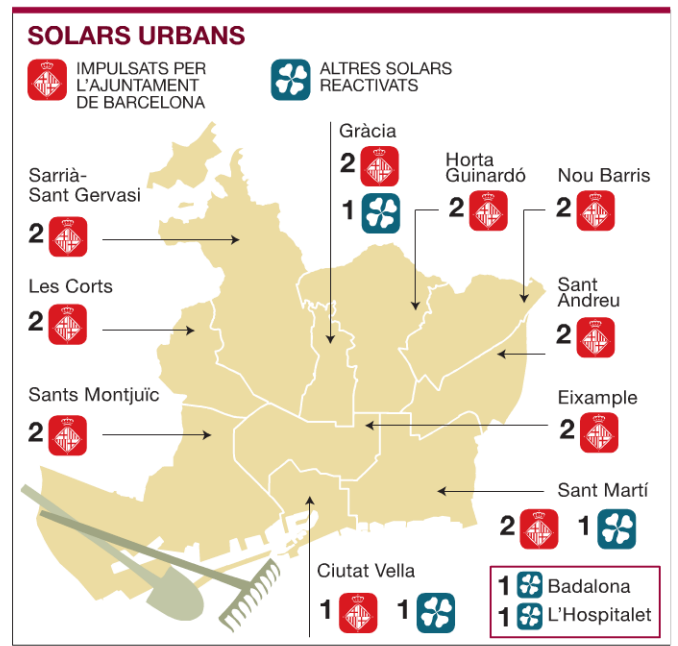 SOLARS URBANS
IMPULSATS PER
L'AJUNTAMENT
DE BARCELONA
ALTRES SOLARS
REACTIVATS
Gràcia
2
1
Horta
Guinardó
2
Nou Barris
2
Sarrià-
Sant Gervasi
2
Les Corts
2
Sant
Andreu
2
Sants Montjuïc
2
Eixample
2
Sant Martí
2 1
Ciutat Vella
1 1
1 Badalona
1 L'Hospitalet